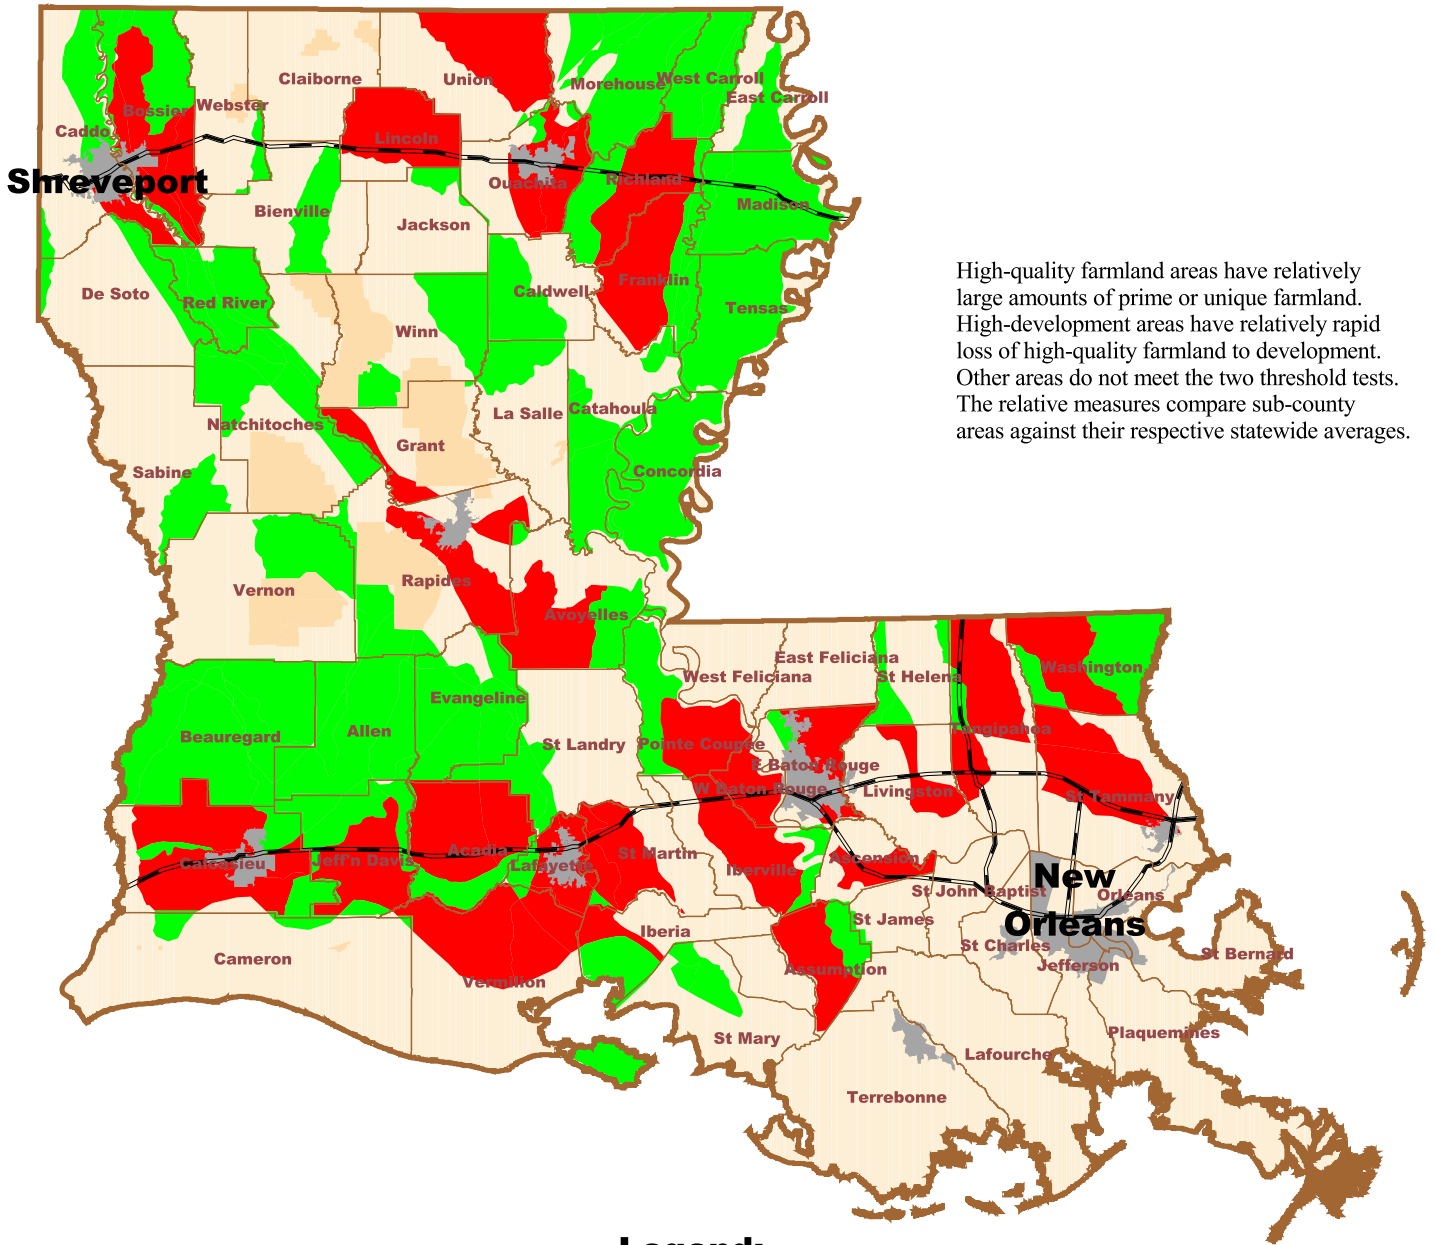 Claiborne
Union
Morehouse
West Carroll
East Carroll
Webster
Bossier
Caddo
Lincoln
Shreveport
Ouachita
Richland
Madison
Bienville
Jackson
De Soto
Red River
Caldwell
Franklin
Tensas
Winn
High-quality farmland areas have relatively
large amounts of prime or unique farmland.
High-development areas have relatively rapid
loss of high-quality farmland to development.
Other areas do not meet the two threshold tests.
The relative measures compare sub-county
areas against their respective statewide averages.
Natchitoches
Grant
La Salle
Catahoula
Sabine
Concordia
Vernon
Rapides
Avoyelles
East Feliciana
West Feliciana
St Helena
Washington
Evangeline
Beauregard
Allen
St Landry
Pointe Coupee
Tangipahoa
E Baton Rouge
W Baton Rouge
Livingston
St Tammany
Calcasieu
Jeff'n Davis
Acadia
Lafayette
St Martin
Iberville
Ascension
St John Baptist
New
Orleans
Orleans
St James
Iberia
St Charles
Jefferson
St Bernard
Cameron
Vermilion
Assumption
St Mary
Lafourche
Plaquemines
Terrebonne
Legend: